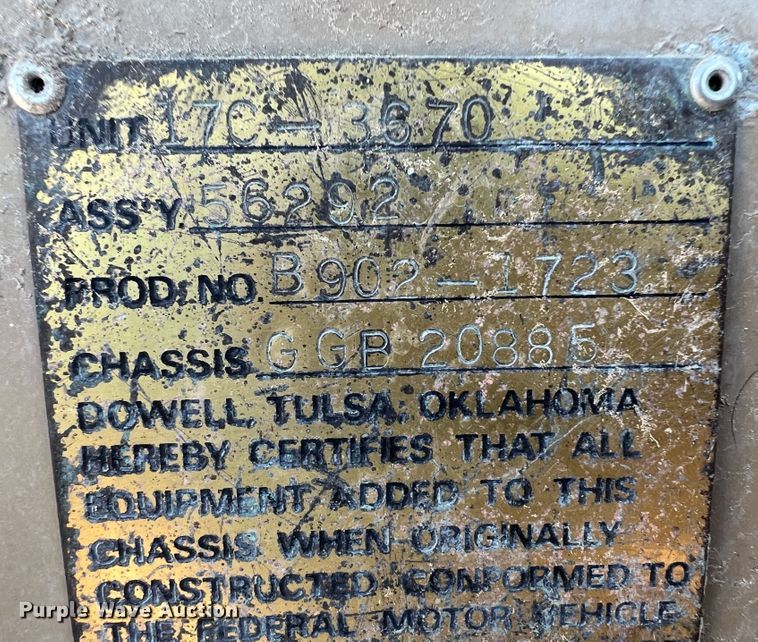 UNIT 17C-3670
ASS'Y 56292
PROD. NO. B902-1723
CHASSIS GGB 20885
DOWELL, TULSA, OKLAHOMA
HEREBY CERTIFIES THAT ALL
EQUIPMENT ADDED TO THIS
CHASSIS WHEN ORIGINALLY
CONSTRUCTED CONFORMED TO
THE FEDERAL MOTOR VEHICLE
Purple Wave Auction